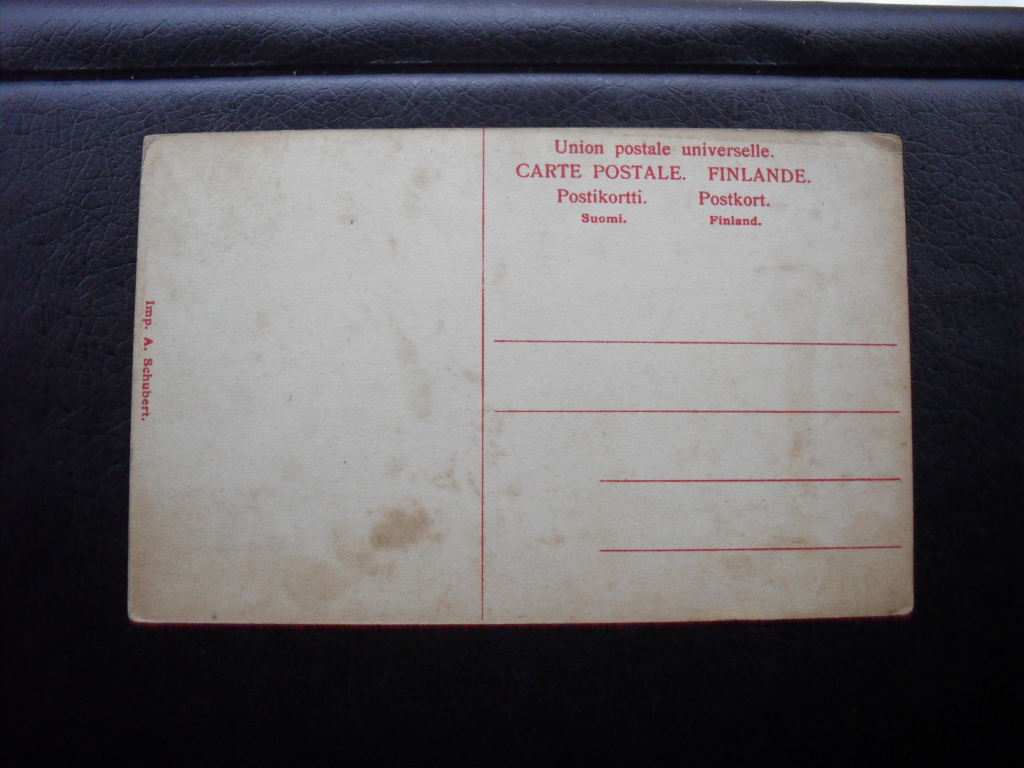 Union postale universelle.
CARTE POSTALE. FINLANDE.
Postikortti. Postkort.
Suomi. Finland.
Imp. A. Schubert.